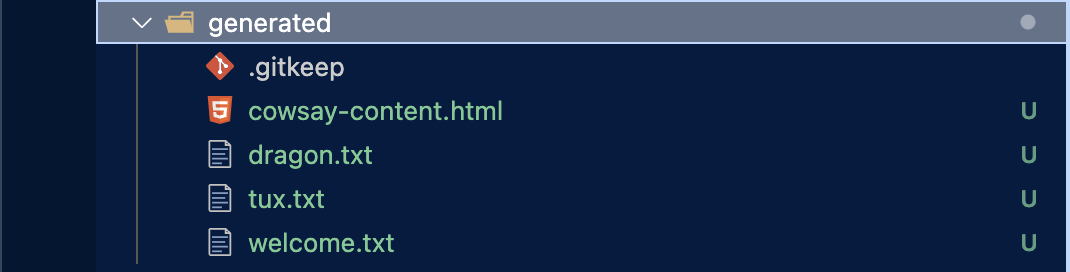 generated
.gitkeep
cowsay-content.html U
dragon.txt U
tux.txt U
welcome.txt U